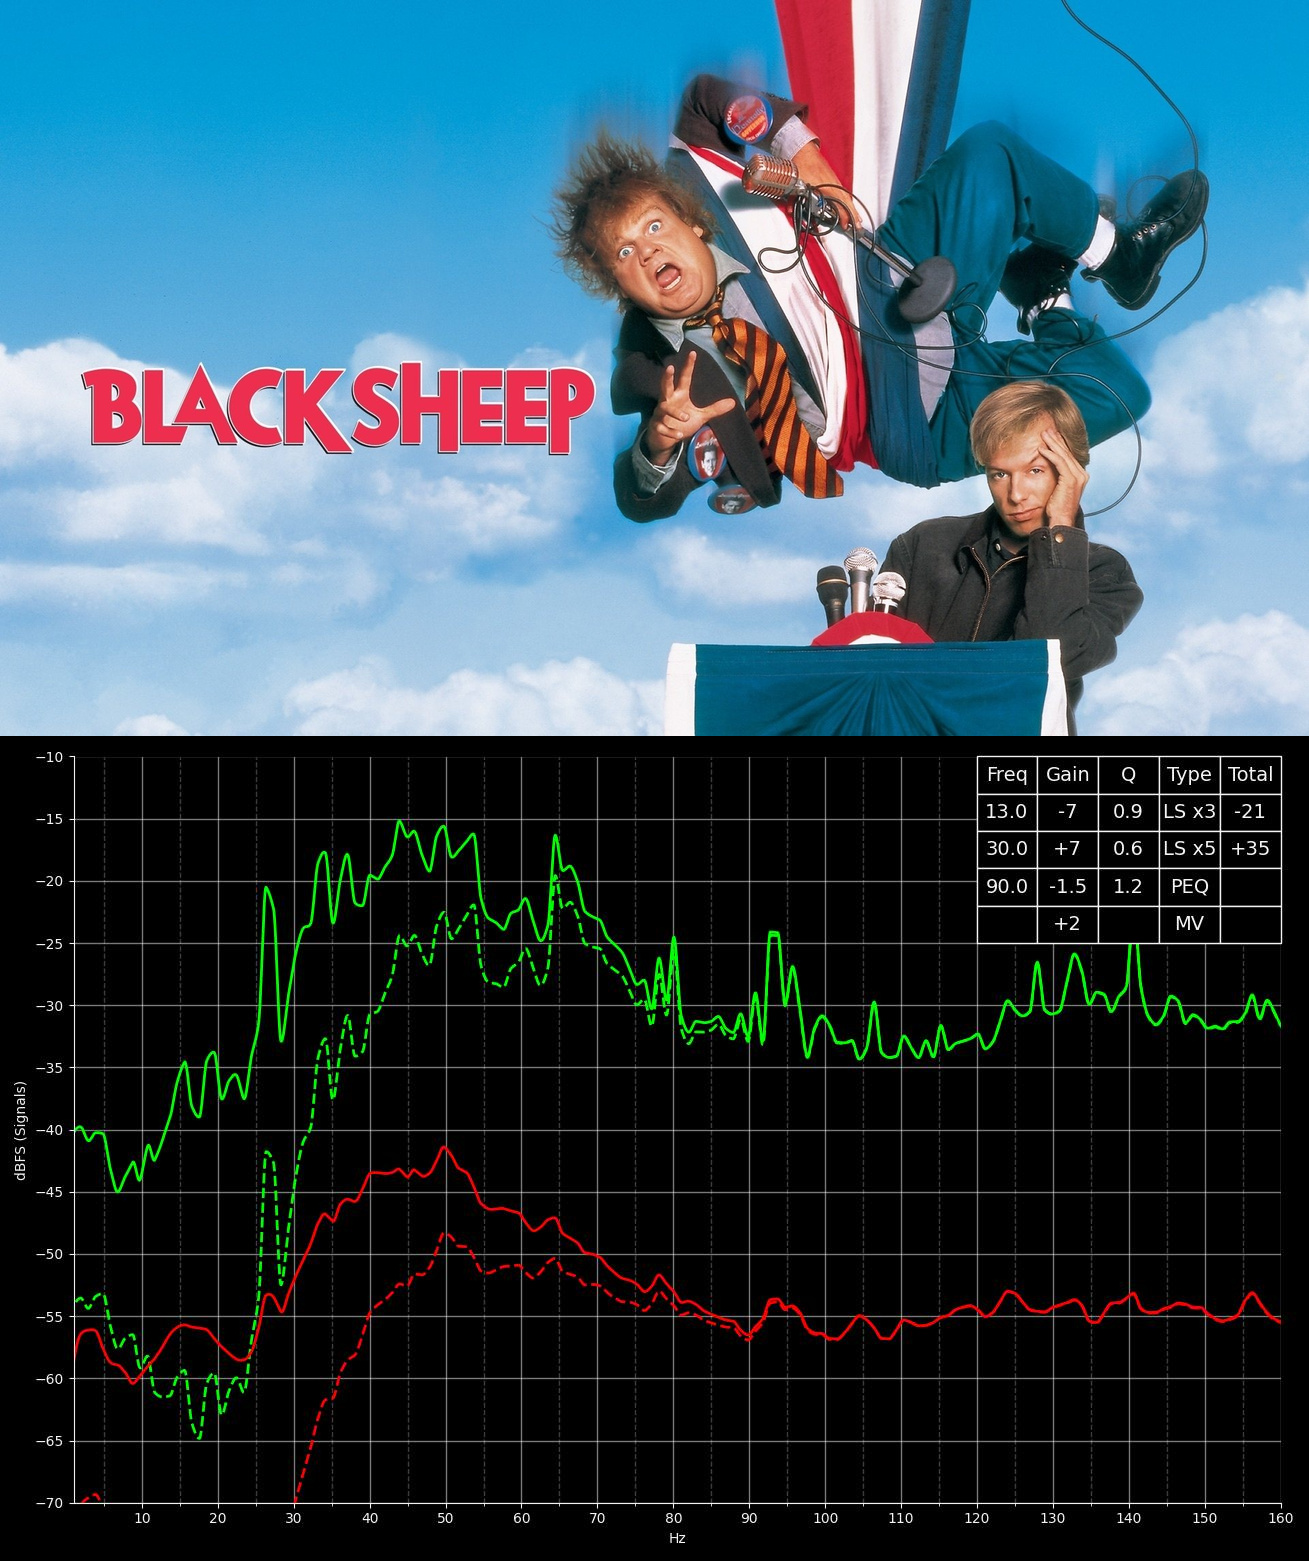 BLACK SHEEP
Freq Gain Q Type Total
13.0 -7 0.9 LS x3 -21
30.0 +7 0.6 LS x5 +35
90.0 -1.5 1.2 PEQ
+2 MV
−10
−15
−20
−25
−30
−35
−40
−45
−50
−55
−60
−65
−70
dBFS (Signals)
10 20 30 40 50 60 70 80 90 100 110 120 130 140 150 160
Hz